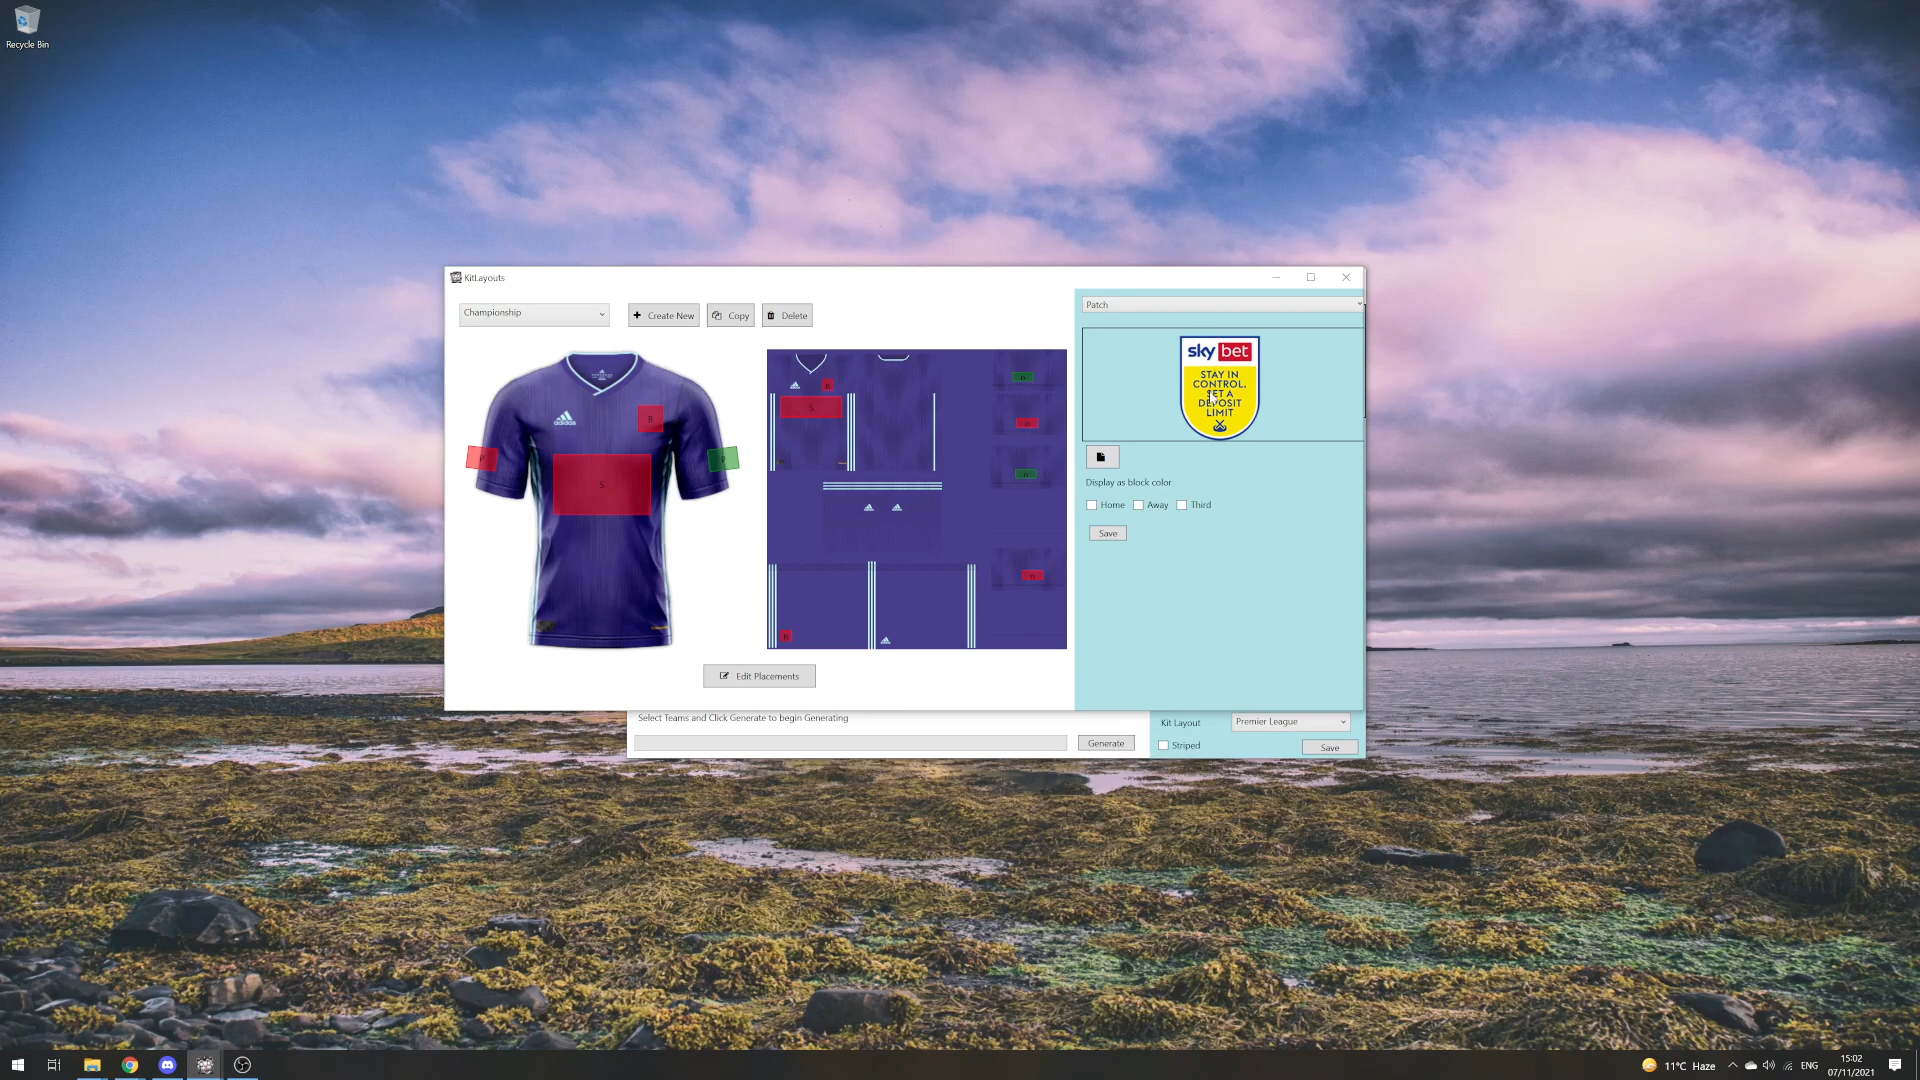 Recycle Bin
KitLayouts
Championship
Create New
Copy
Delete
Patch
adidas
B
S
B
S
B
sky bet
STAY IN
CONTROL.
SET A
DEPOSIT
LIMIT
Display as block color
Home
Away
Third
Save
Edit Placements
Select Teams and Click Generate to begin Generating
Generate
Kit Layout
Premier League
Striped
Save
11°C Haze
ENG
15:02
07/11/2021